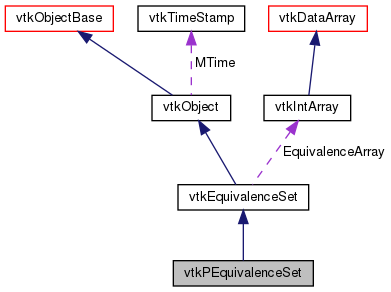 vtkObjectBase
vtkTimeStamp
vtkDataArray
MTime
vtkObject
vtkIntArray
EquivalenceArray
vtkEquivalenceSet
vtkPEquivalenceSet